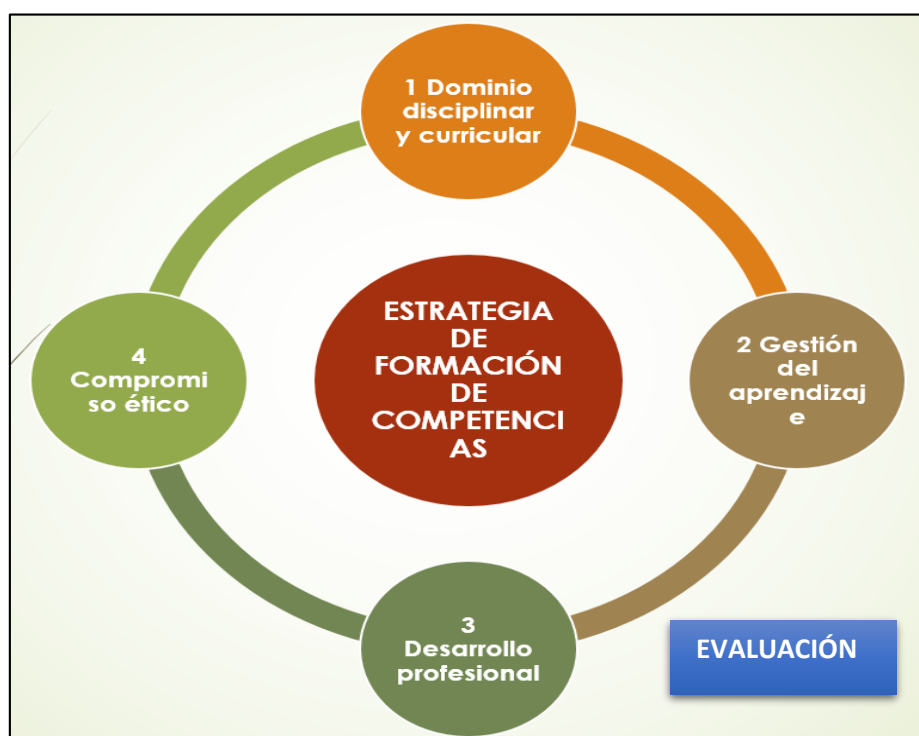 1 Dominio
disciplinar
y curricular
ESTRATEGIA
DE
FORMACIÓN
DE
COMPETENCI
AS
2 Gestión
del
aprendizaj
e
4
Compromi
so ético
3
Desarrollo
profesional
EVALUACIÓN